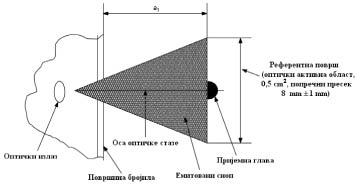 a₁
Референтна површ
(оптички активна област,
0,5 cm², попречни пресек
8 mm ±1 mm)
Оса оптичке стазе
Пријемна глава
Оптички излаз
Површина бројила
Емитовани сноп